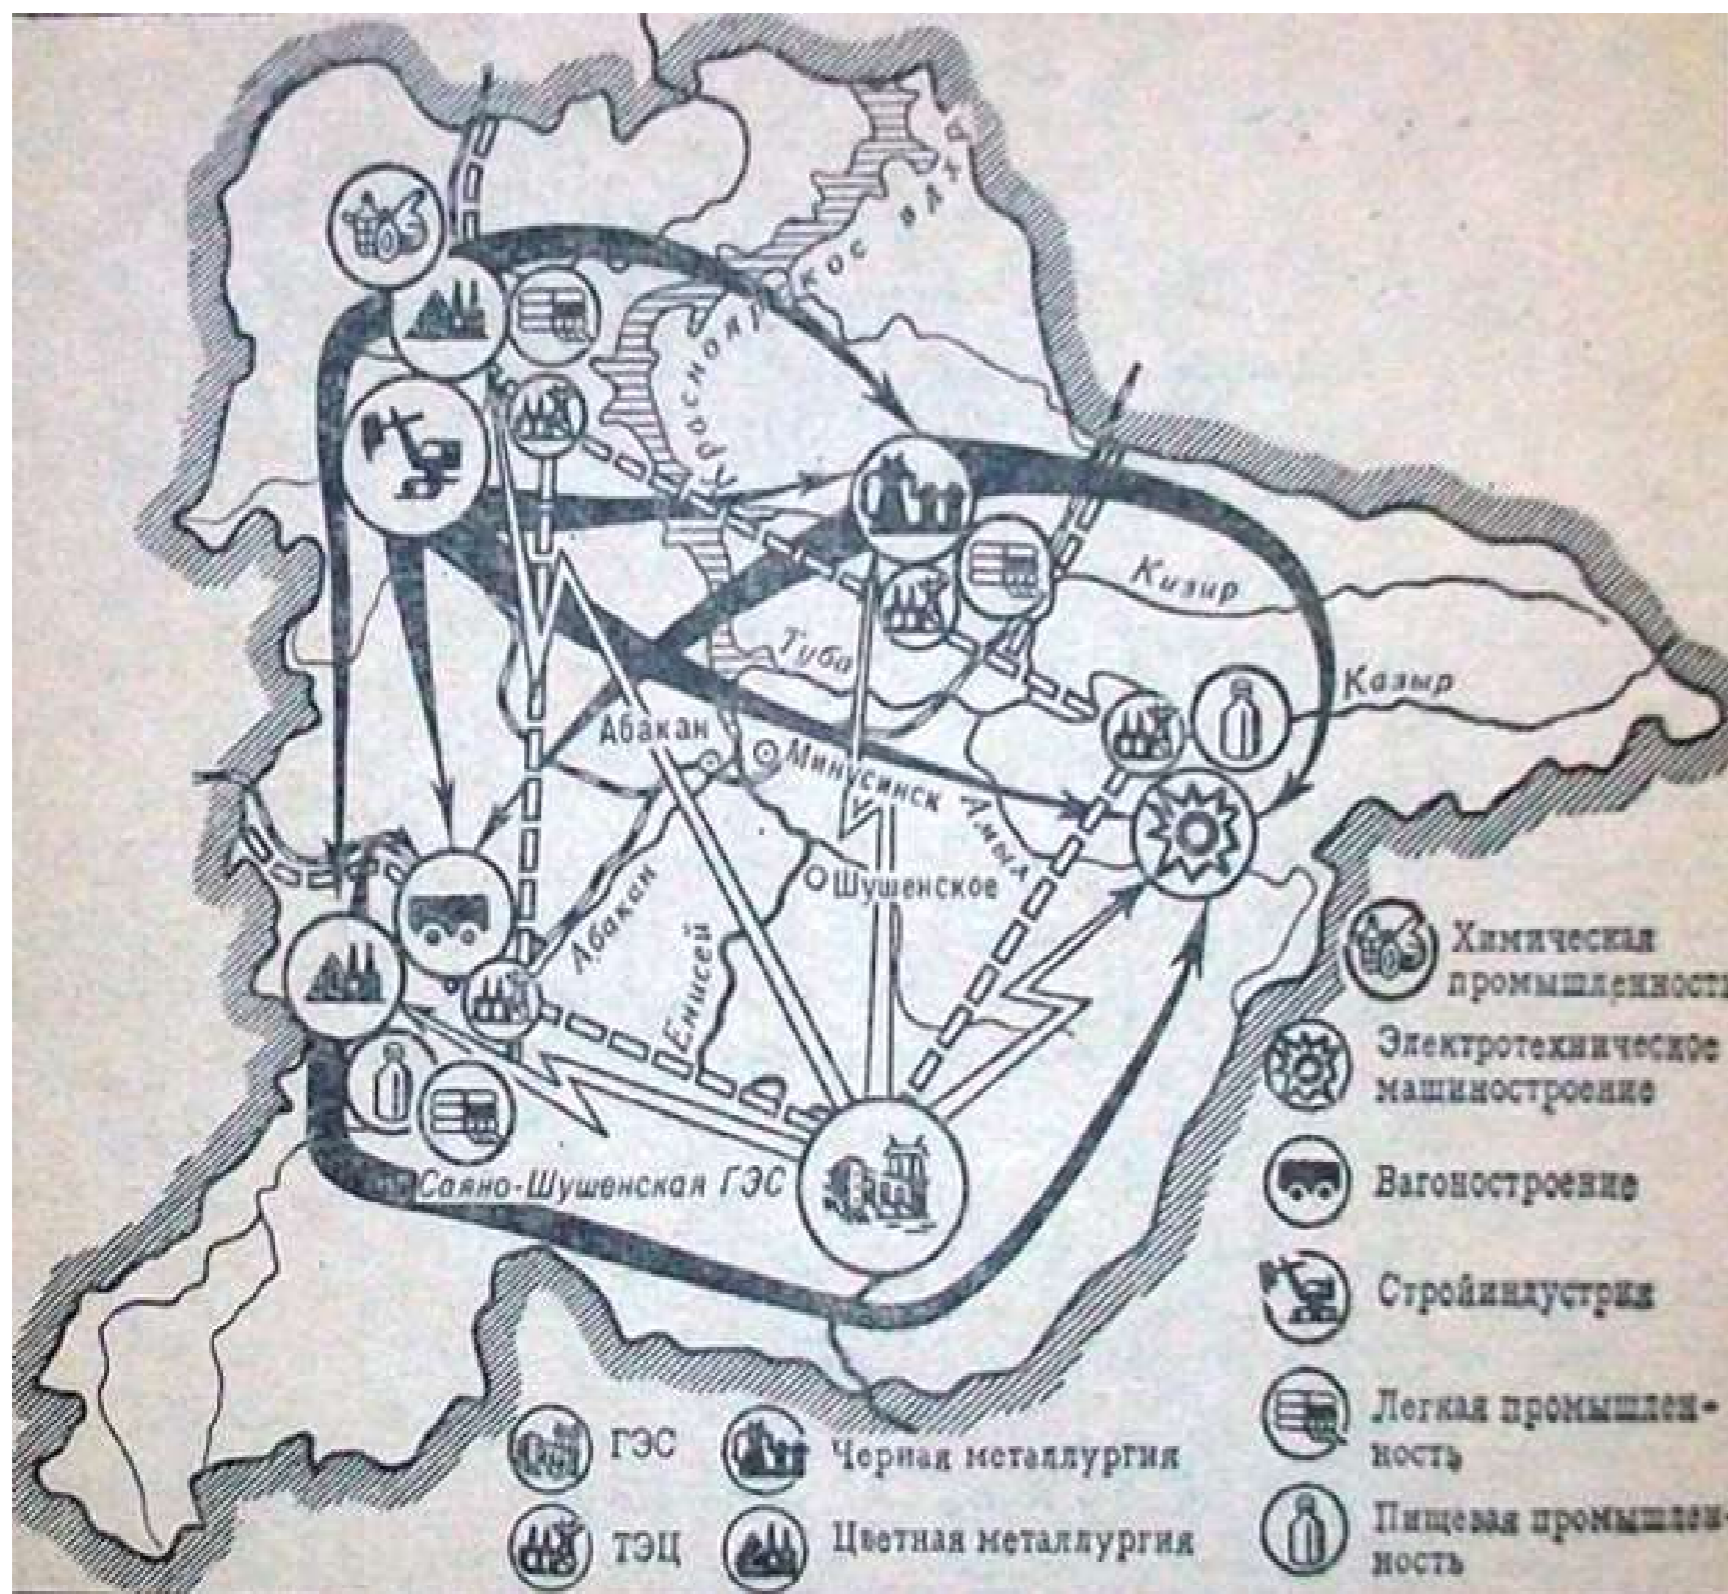 Красноярское вдхр.
Кизир
Туба
Казыр
Абакан
Минусинск
Амыл
Шушенское
Абакан
Енисей
Саяно-Шушенская ГЭС
Химическая
промышленность
Электротехническое
машиностроение
Вагоностроение
Стройиндустрия
Легкая промышлен-
ность
Пищевая промышлен-
ность
ГЭС
Черная металлургия
ТЭЦ
Цветная металлургия